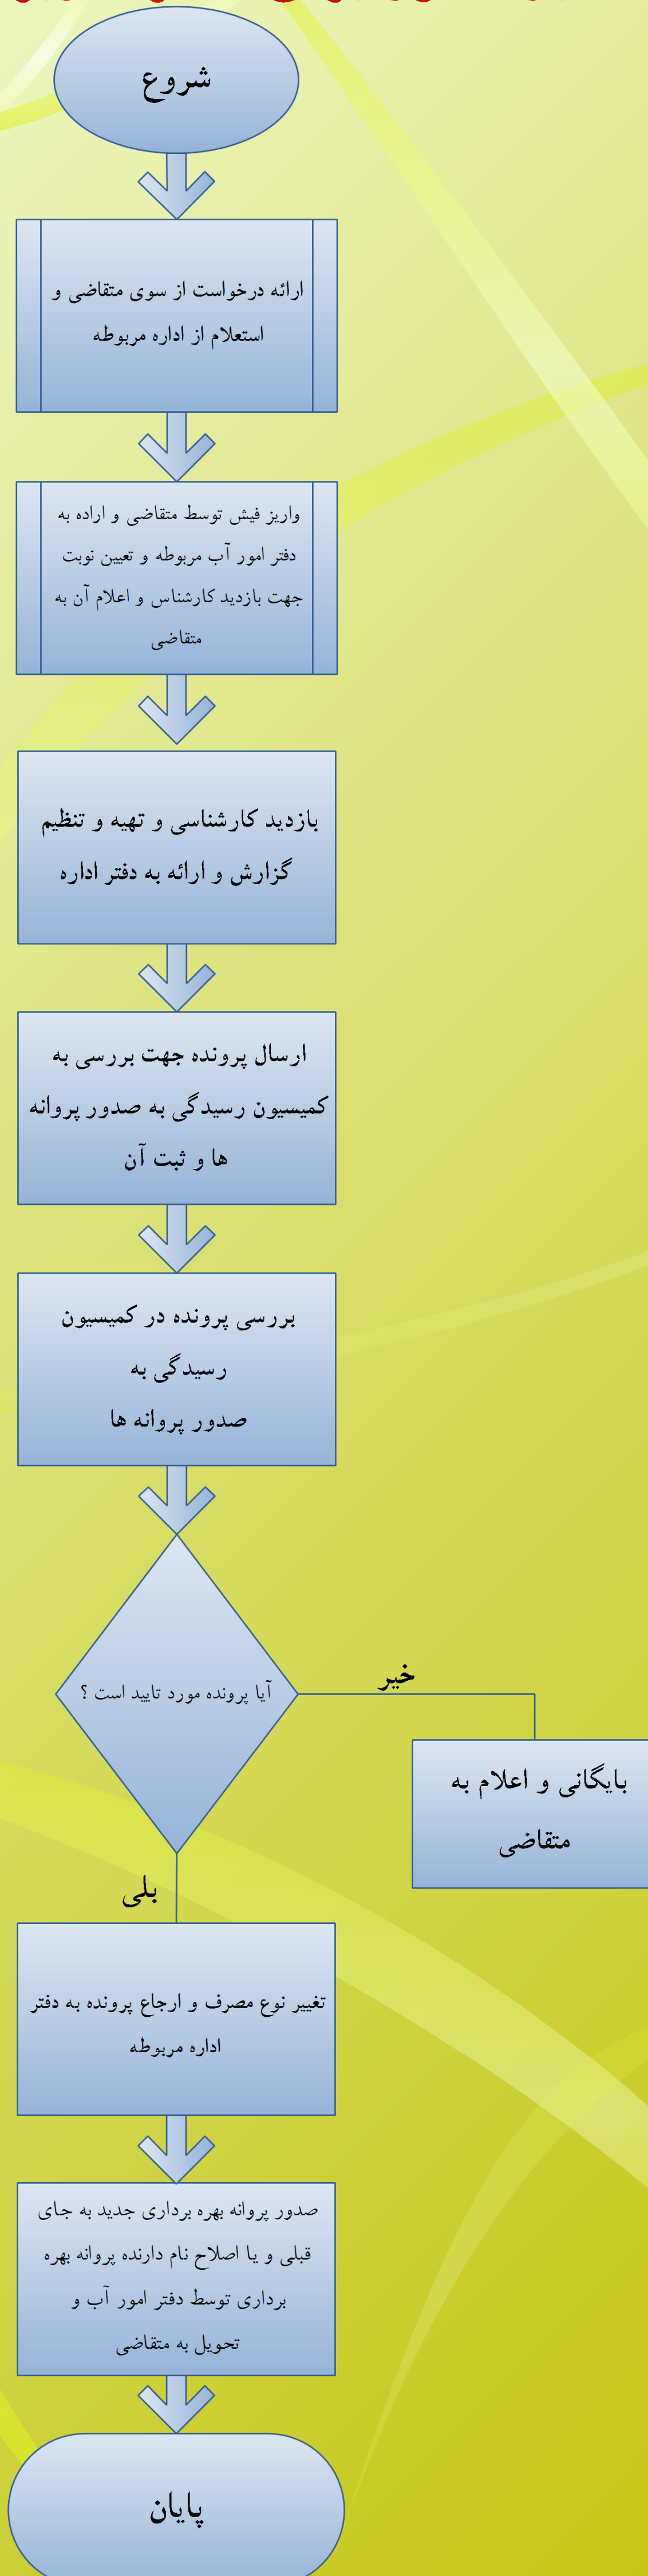 شروع
ارائه درخواست از سوی متقاضی و
استعلام از اداره مربوطه
واریز فیش توسط متقاضی و اراده به
دفتر امور آب مربوطه و تعیین نوبت
جهت بازدید کارشناس و اعلام آن به
متقاضی
بازدید کارشناسی و تهیه و تنظیم
گزارش و ارائه به دفتر اداره
ارسال پرونده جهت بررسی به
کمیسیون رسیدگی به صدور پروانه
ها و ثبت آن
بررسی پرونده در کمیسیون
رسیدگی به
صدور پروانه ها
آیا پرونده مورد تایید است ؟
خیر
بایگانی و اعلام به
متقاضی
بلی
تغییر نوع مصرف و ارجاع پرونده به دفتر
اداره مربوطه
صدور پروانه بهره برداری جدید به جای
قبلی و یا اصلاح نام دارنده پروانه بهره
برداری توسط دفتر امور آب و
تحویل به متقاضی
پایان